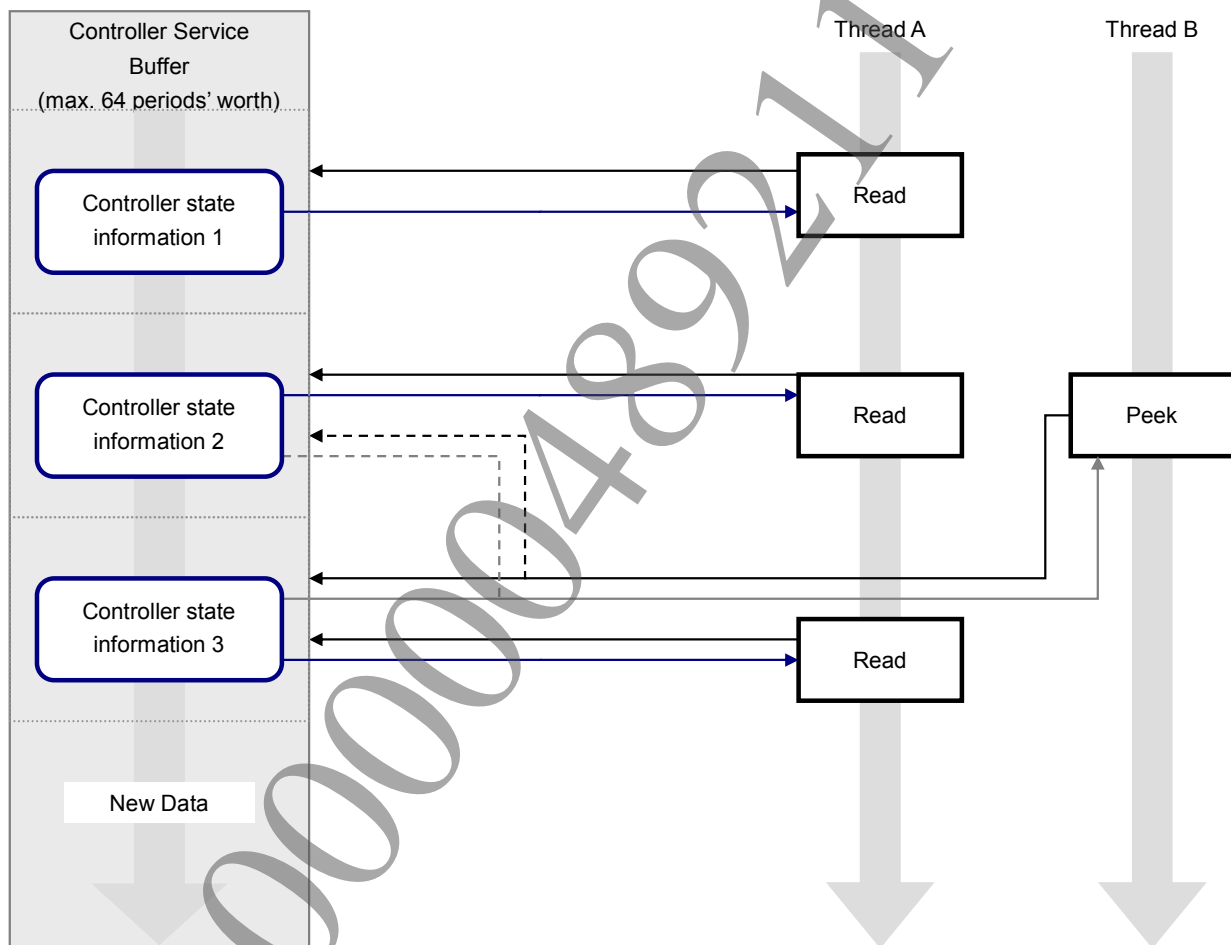 Controller Service
Buffer
(max. 64 periods’ worth)
Thread A
Thread B
Controller state
information 1
Read
Controller state
information 2
Read
Peek
Controller state
information 3
Read
New Data
00000489211